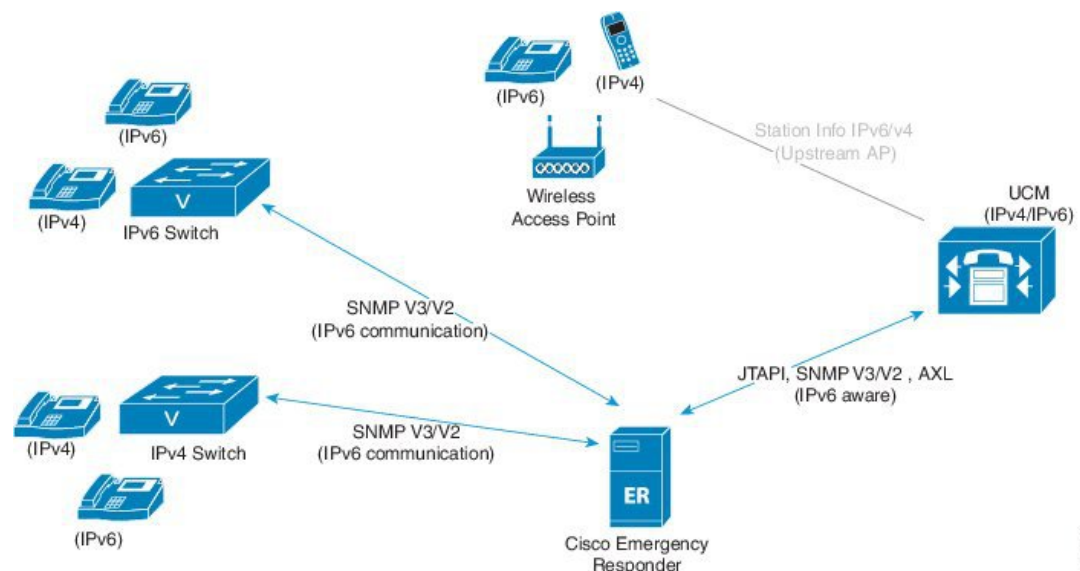 (IPv6)
(IPv4)
V
IPv6 Switch
(IPv6)
(IPv4)
Wireless
Access Point
Station Info IPv6/v4
(Upstream AP)
UCM
(IPv4/IPv6)
SNMP V3/V2
(IPv6 communication)
JTAPI, SNMP V3/V2 , AXL
(IPv6 aware)
V
(IPv4)
IPv4 Switch
(IPv6)
SNMP V3/V2
(IPv6 communication)
ER
Cisco Emergency
Responder